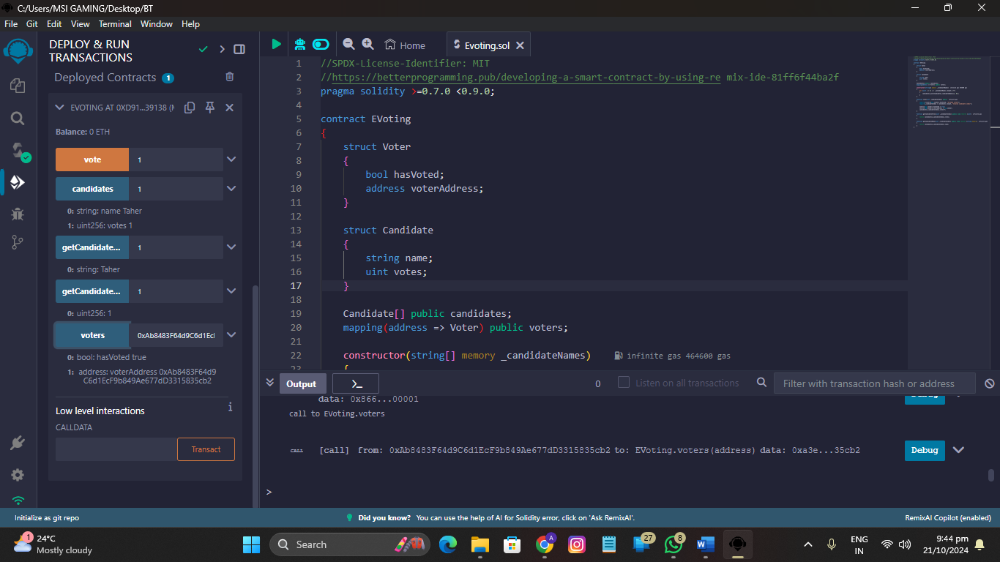 C:/Users/MSI GAMING/Desktop/BT
File Git Edit View Terminal Window Help
DEPLOY & RUN
TRANSACTIONS
Deployed Contracts 1
EVOTING AT 0XD91...39138
Balance: 0 ETH
vote 1
candidates 1
0: string: name Taher
1: uint256: votes 1
getCandidate... 1
0: string: Taher
getCandidate... 1
0: uint256: 1
voters 0xAb8483F64d9C6d1Ecl
0: bool: hasVoted true
1: address: voterAddress 0xAb8483F64d9
C6d1EcF9b849Ae677dD3315835cb2
Low level interactions i
CALLDATA
Transact
Home Evoting.sol
1 //SPDX-License-Identifier: MIT
2 //https://betterprogramming.pub/developing-a-smart-contract-by-using-re mix-ide-81ff6f44ba2f
3 pragma solidity >=0.7.0 <0.9.0;
4
5 contract EVoting
6 {
7 struct Voter
8 {
9 bool hasVoted;
10 address voterAddress;
11 }
12
13 struct Candidate
14 {
15 string name;
16 uint votes;
17 }
18
19 Candidate[] public candidates;
20 mapping(address => Voter) public voters;
21
22 constructor(string[] memory _candidateNames) infinite gas 464600 gas
23 {
Output >_ 0 Listen on all transactions Filter with transaction hash or address
data: 0xB66...00001 Debug
call to EVoting.voters
CALL [call] from: 0xAb8483F64d9C6d1EcF9b849Ae677dD3315835cb2 to: EVoting.voters(address) data: 0xa3e...35cb2 Debug
>
Initialize as git repo Did you know? You can use the help of AI for Solidity error, click on 'Ask RemixAI'. RemixAI Copilot (enabled)
1 24°C
Mostly cloudy
Search
A
27
8
ENG
IN
9:44 pm
21/10/2024